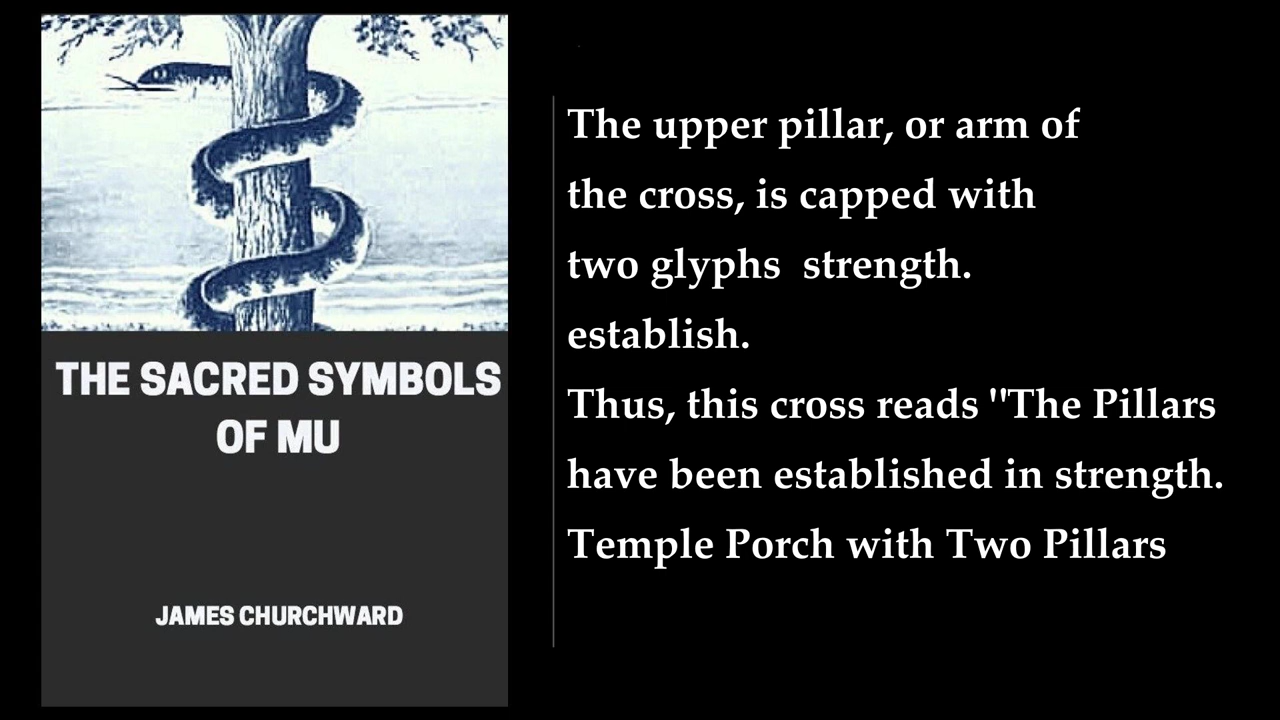 THE SACRED SYMBOLS
OF MU
JAMES CHURCHWARD
The upper pillar, or arm of
the cross, is capped with
two glyphs  strength.
establish.
Thus, this cross reads "The Pillars
have been established in strength.
Temple Porch with Two Pillars